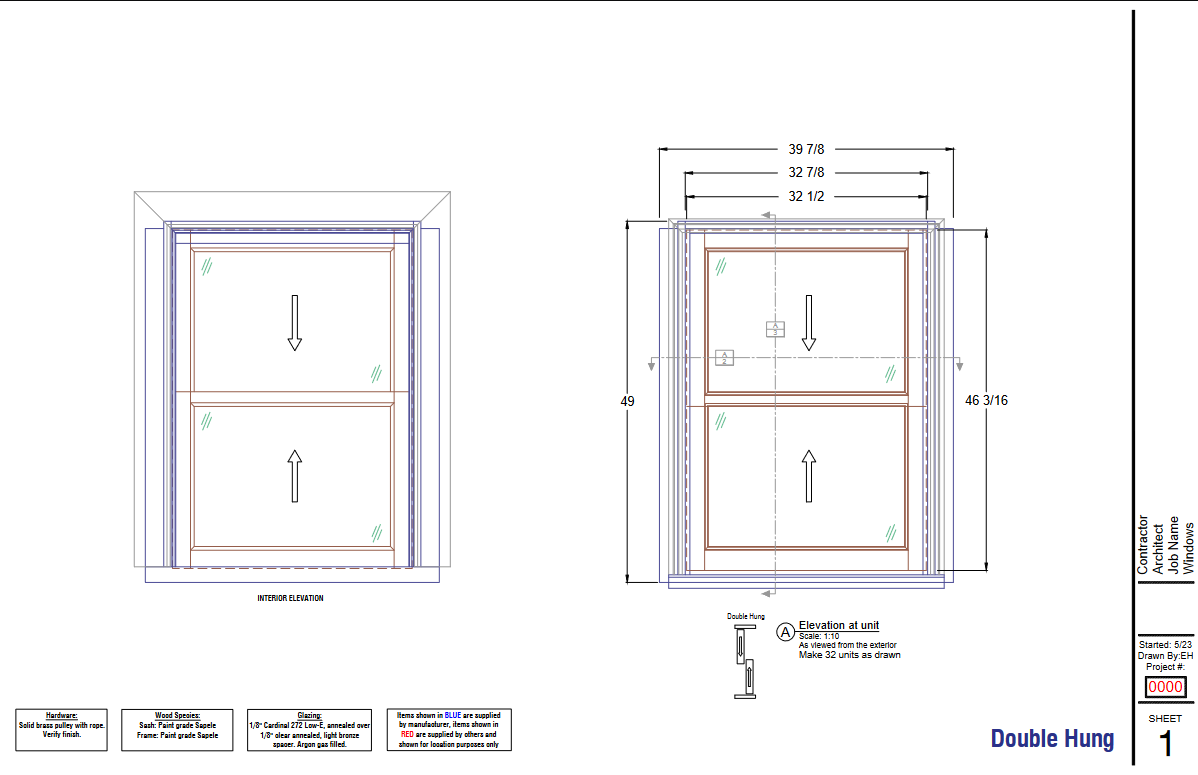 39 7/8
32 7/8
32 1/2
A
3
A
2
49
46 3/16
INTERIOR ELEVATION
Double Hung
A
Elevation at unit
Scale: 1:10
As viewed from the exterior
Make 32 units as drawn
Hardware:
Solid brass pulley with rope.
Verify finish.
Wood Species:
Sash: Paint grade Sapele
Frame: Paint grade Sapele
Glazing:
1/8" Cardinal 272 Low-E, annealed over
1/8" clear annealed, light bronze
spacer. Argon gas filled.
Items shown in BLUE are supplied
by manufacturer, items shown in
RED are supplied by others and
shown for location purposes only
Double Hung
Contractor
Architect
Job Name
Windows
Started: 5/23
Drawn By:EH
Project #:
0000
SHEET
1